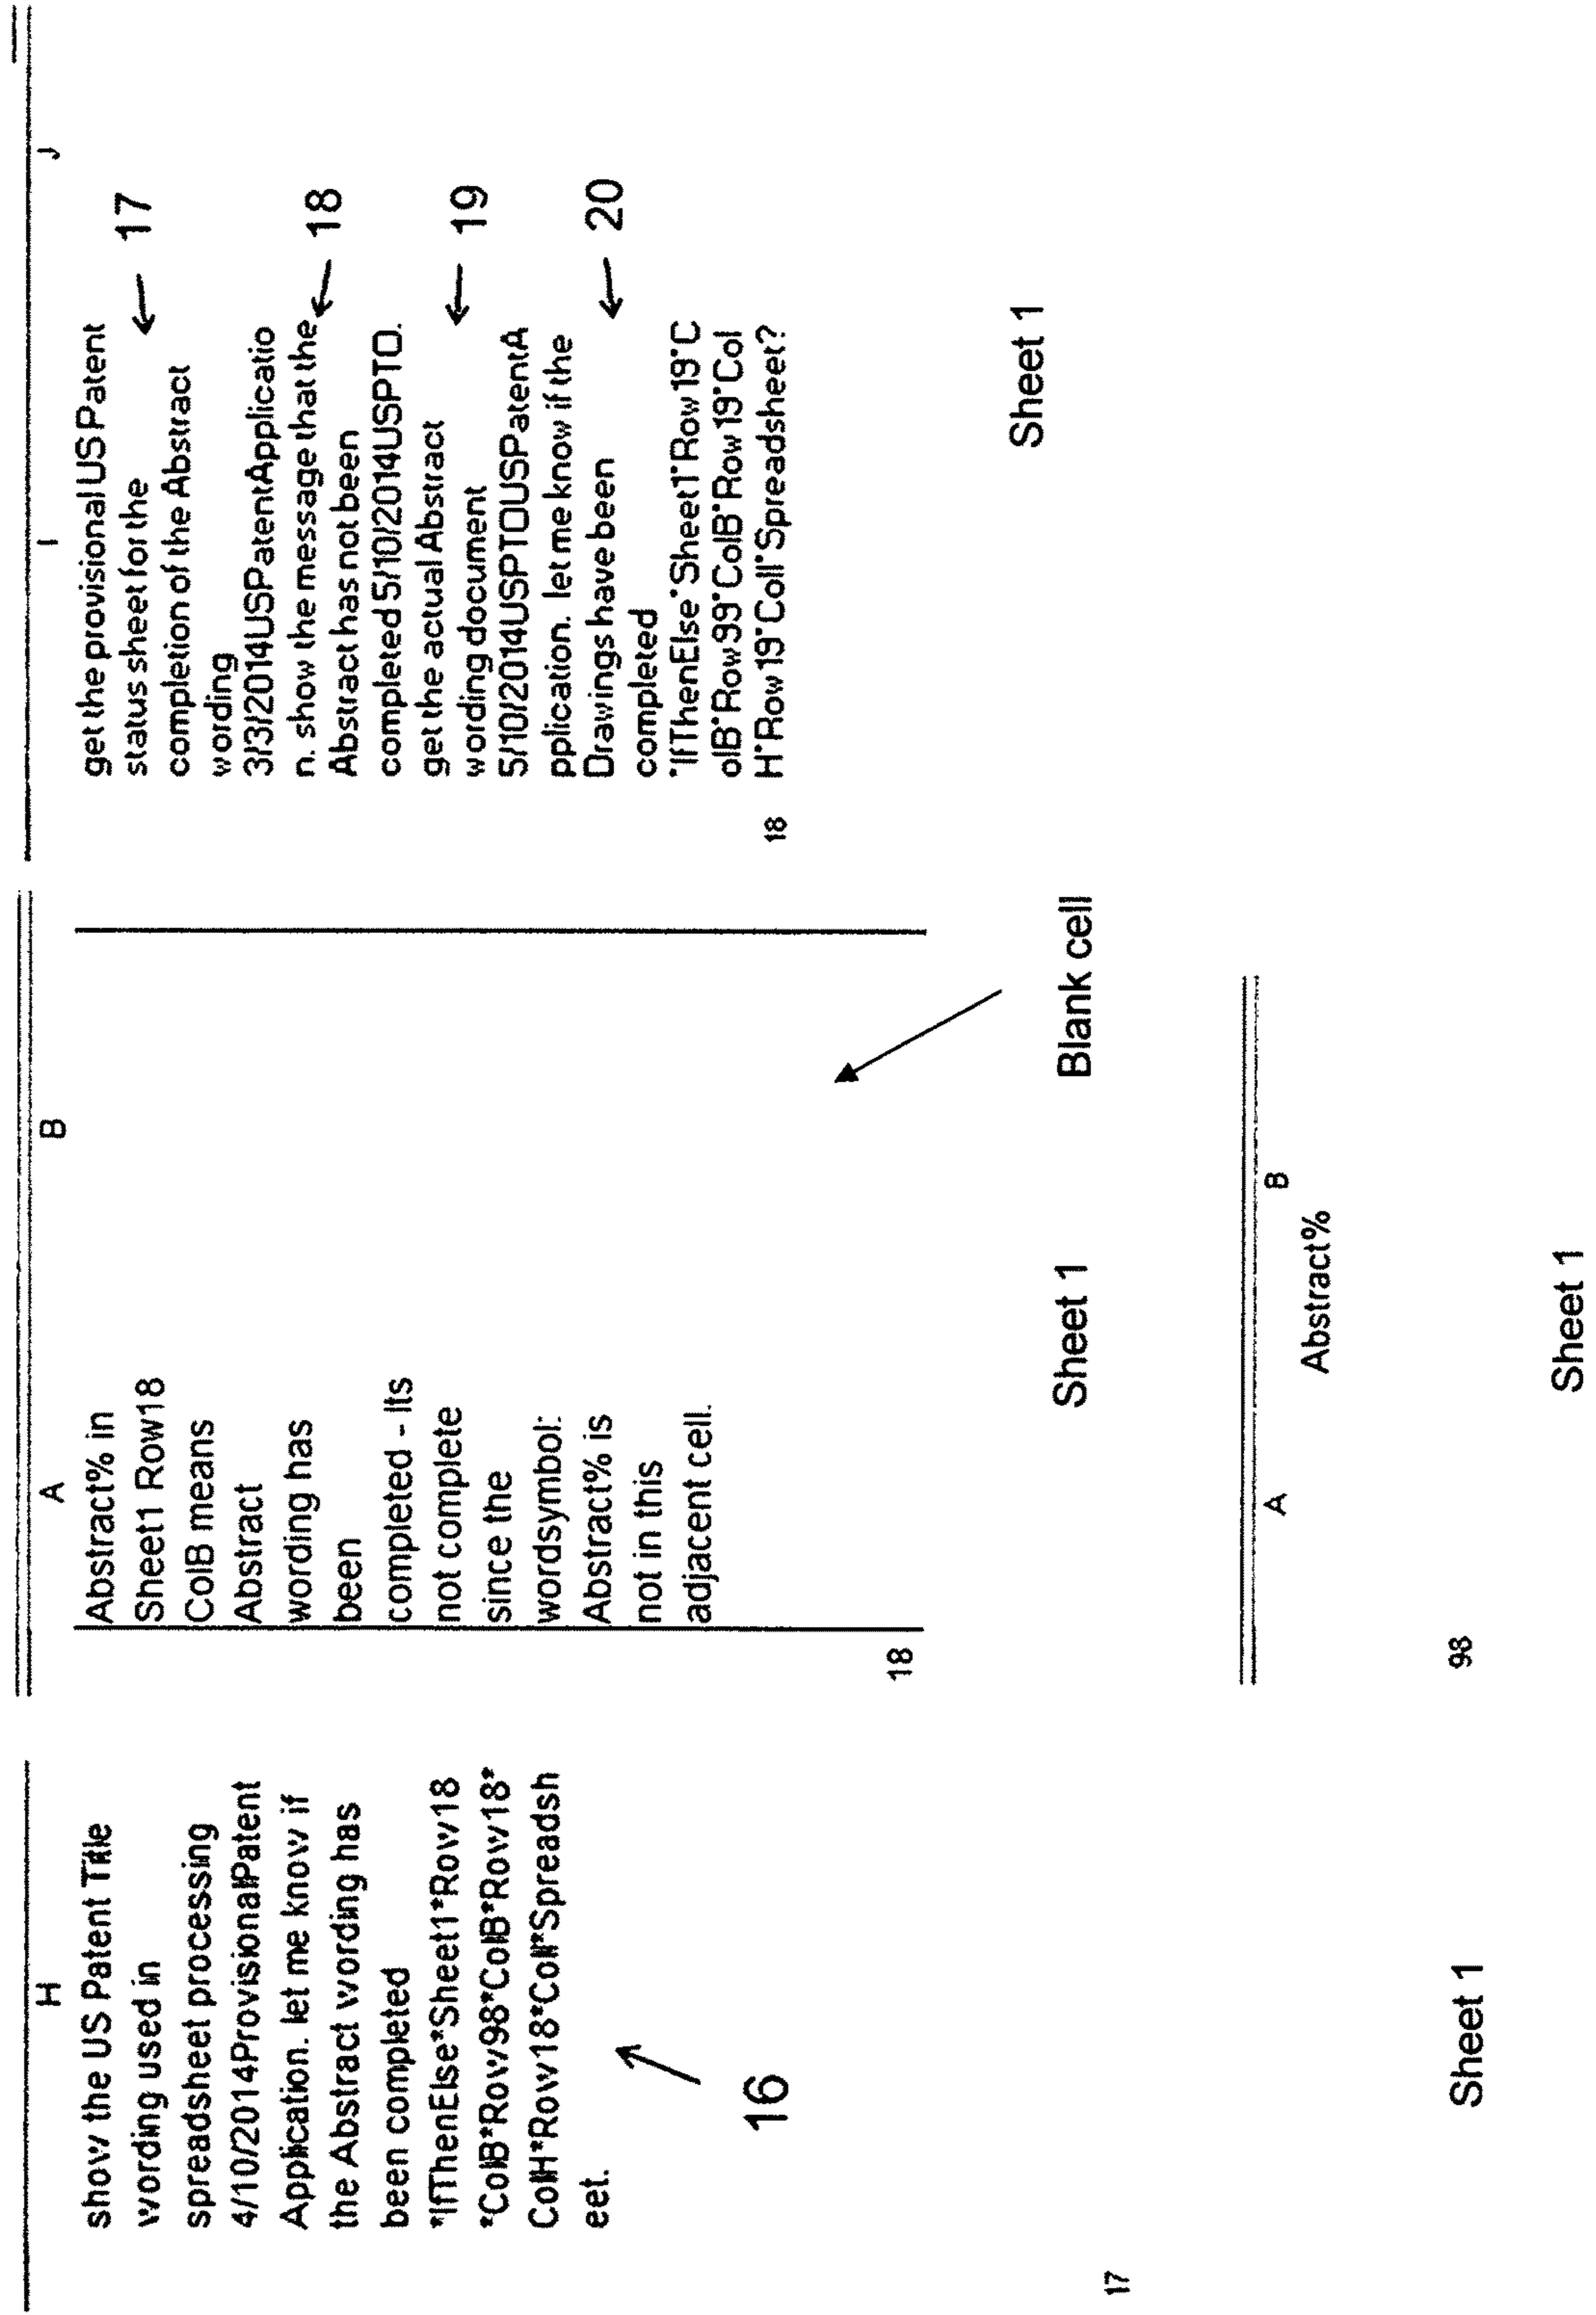 H
show the US Patent Title
wording used in
spreadsheet processing
4/10/2014ProvisionalPatent
Application. let me know if
the Abstract wording has
been completed
*IfThenElse*Sheet1*Row18
*ColB*Row98*ColB*Row18*
ColH*Row18*ColI*Spreadsh
eet.
16
17
Sheet 1
A B
Abstract% in
Sheet1 Row18
ColB means
Abstract
wording has
been
completed - Its
not complete
since the
wordsymbol:
Abstract% is
not in this
adjacent cell.
18
Sheet 1
Blank cell
A B
Abstract%
98
Sheet 1
I J
get the provisional US Patent
status sheet for the
17
completion of the Abstract
wording
3/3/2014USPatentApplicatio
n. show the message that the
18
Abstract has not been
completed 5/10/2014USPTO.
get the actual Abstract
19
wording document
5/10/2014USPTOUSPatentA
pplication. let me know if the
Drawings have been
20
completed
*IfThenElse*Sheet1*Row19*C
olB*Row99*ColB*Row19*Col
H*Row19*ColI*Spreadsheet?
18
Sheet 1